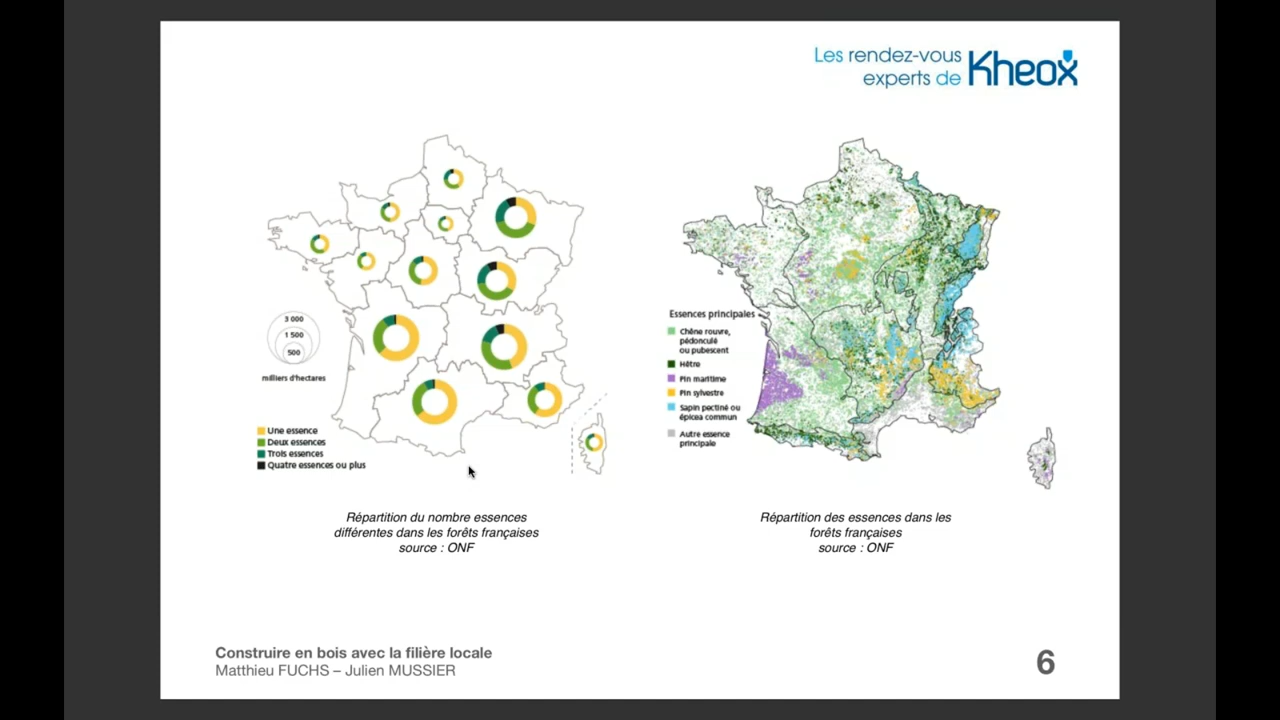 Les rendez-vous
experts de Kheox
3 000
1 500
500
milliers d'hectares
Une essence
Deux essences
Trois essences
Quatre essences ou plus
Essences principales
Chêne rouvre,
pédonculé
ou pubescent
Hêtre
Pin maritime
Pin sylvestre
Sapin pectiné ou
épicéa commun
Autre essence
principale
Répartition du nombre essences
différentes dans les forêts françaises
source : ONF
Répartition des essences dans les
forêts françaises
source : ONF
Construire en bois avec la filière locale
Matthieu FUCHS – Julien MUSSIER
6